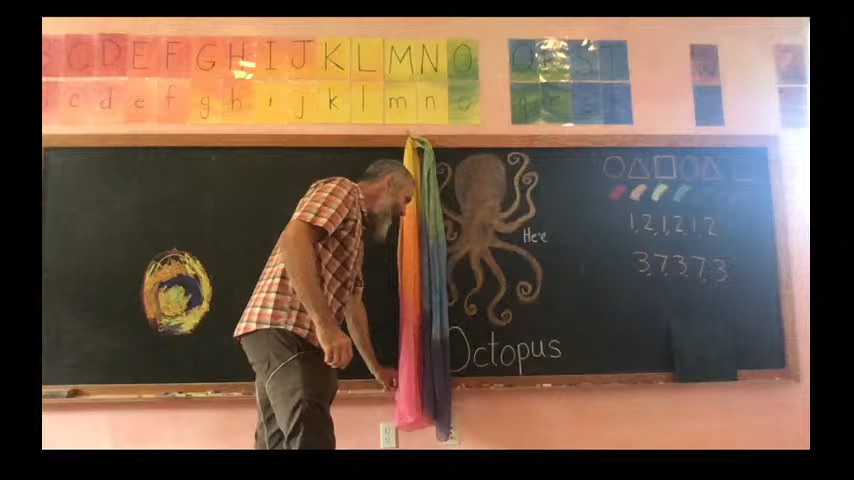 C D E F G H I J K L M N O Q R S T
c d e f g h i j k l m n o q r s t
Here
1,2,1,2,1,2
3,7,3,7,3
Octopus